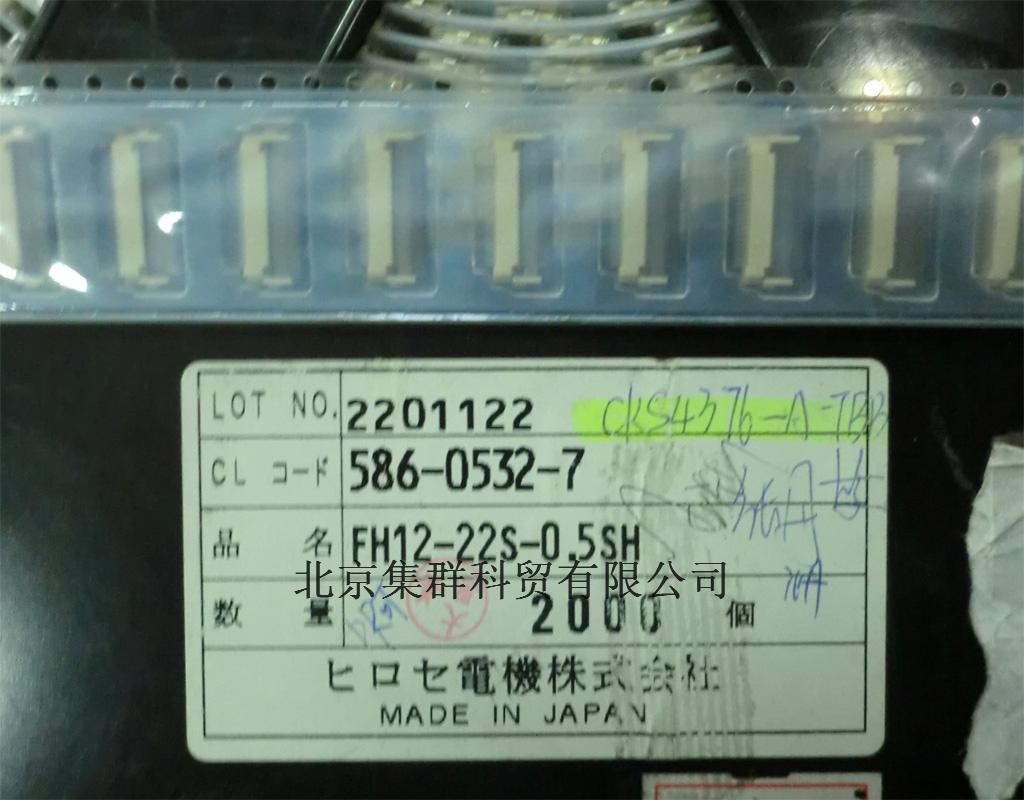 LOT NO. 2201122 CKS4376-A-TBB
CL コード 586-0532-7
品名 FH12-22S-0.5SH
北京集群科贸有限公司
数量 2000 個
ヒロセ電機株式会社
MADE IN JAPAN